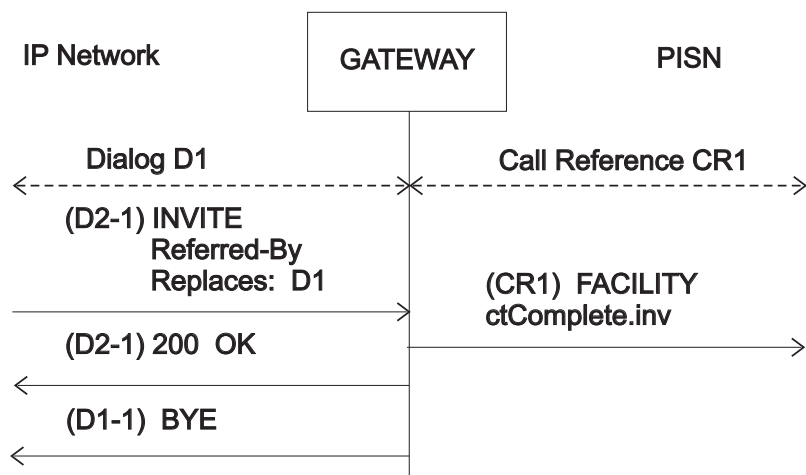 IP Network
GATEWAY
PISN
Dialog D1
Call Reference CR1
(D2-1) INVITE
Referred-By
Replaces: D1
(CR1) FACILITY
ctComplete.inv
(D2-1) 200 OK
(D1-1) BYE